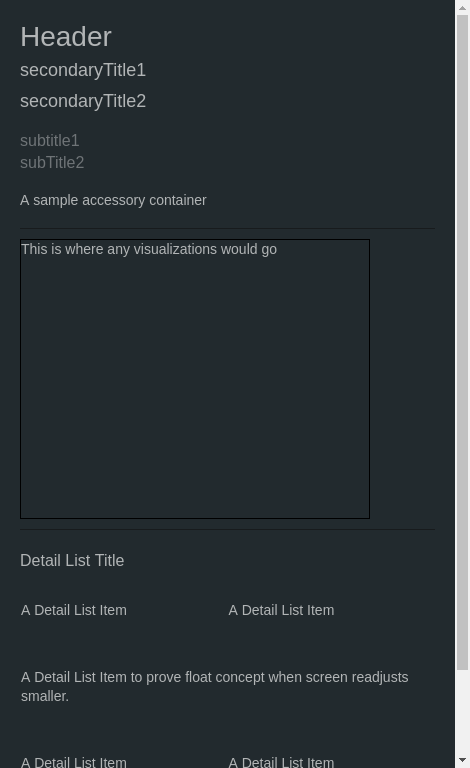 Header
secondaryTitle1
secondaryTitle2
subtitle1
subTitle2
A sample accessory container
This is where any visualizations would go
Detail List Title
A Detail List Item A Detail List Item
A Detail List Item to prove float concept when screen readjusts
smaller.
A Detail List Item A Detail List Item